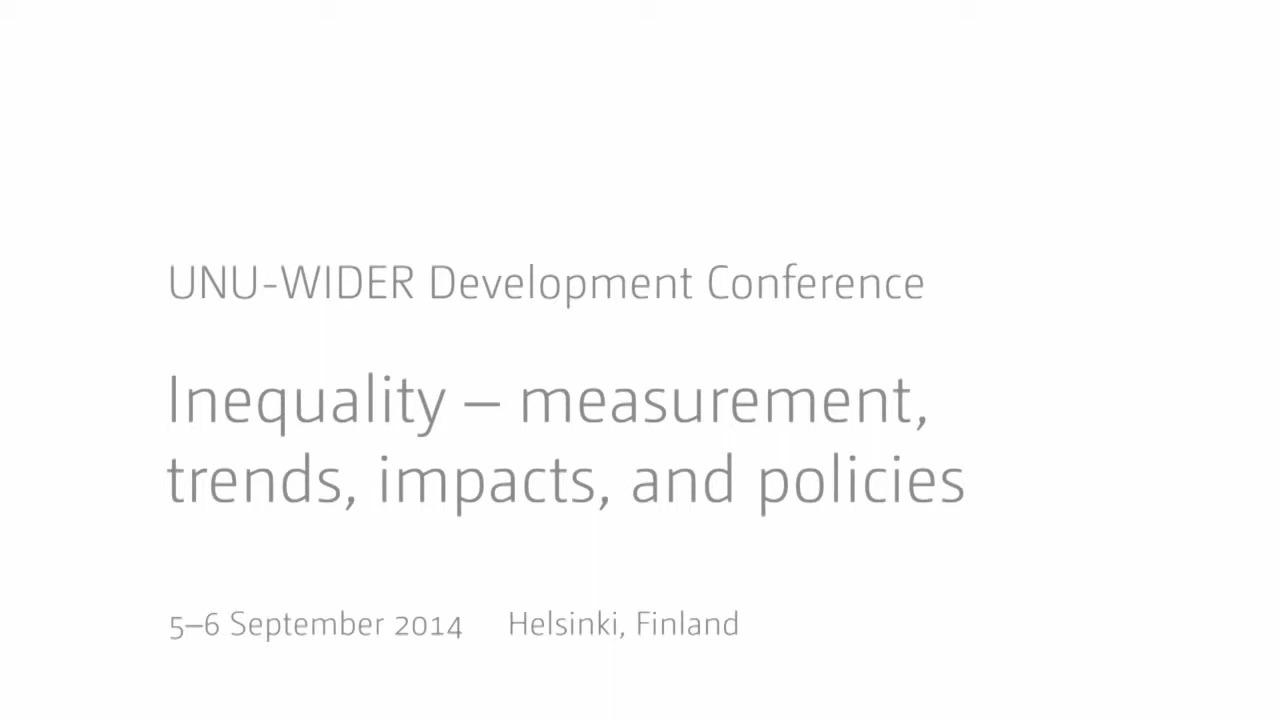 UNU-WIDER Development Conference
Inequality – measurement,
trends, impacts, and policies
5–6 September 2014 Helsinki, Finland